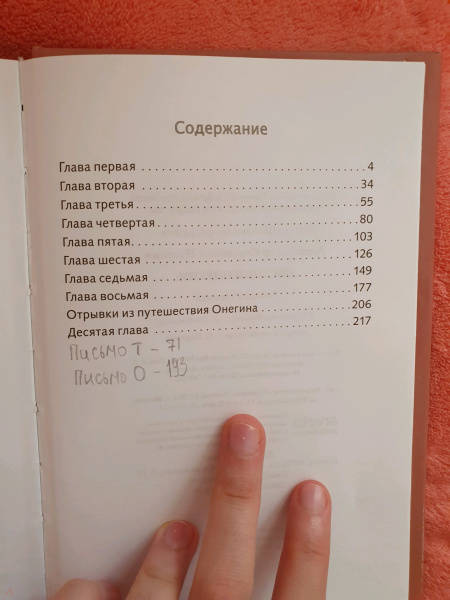 Содержание
Глава первая ........................................ 4
Глава вторая ........................................ 34
Глава третья ........................................ 55
Глава четвертая ........................................ 80
Глава пятая ........................................ 103
Глава шестая ........................................ 126
Глава седьмая ........................................ 149
Глава восьмая ........................................ 177
Отрывки из путешествия Онегина .................... 206
Десятая глава ........................................ 217
Письмо Т - 71
Письмо О - 193